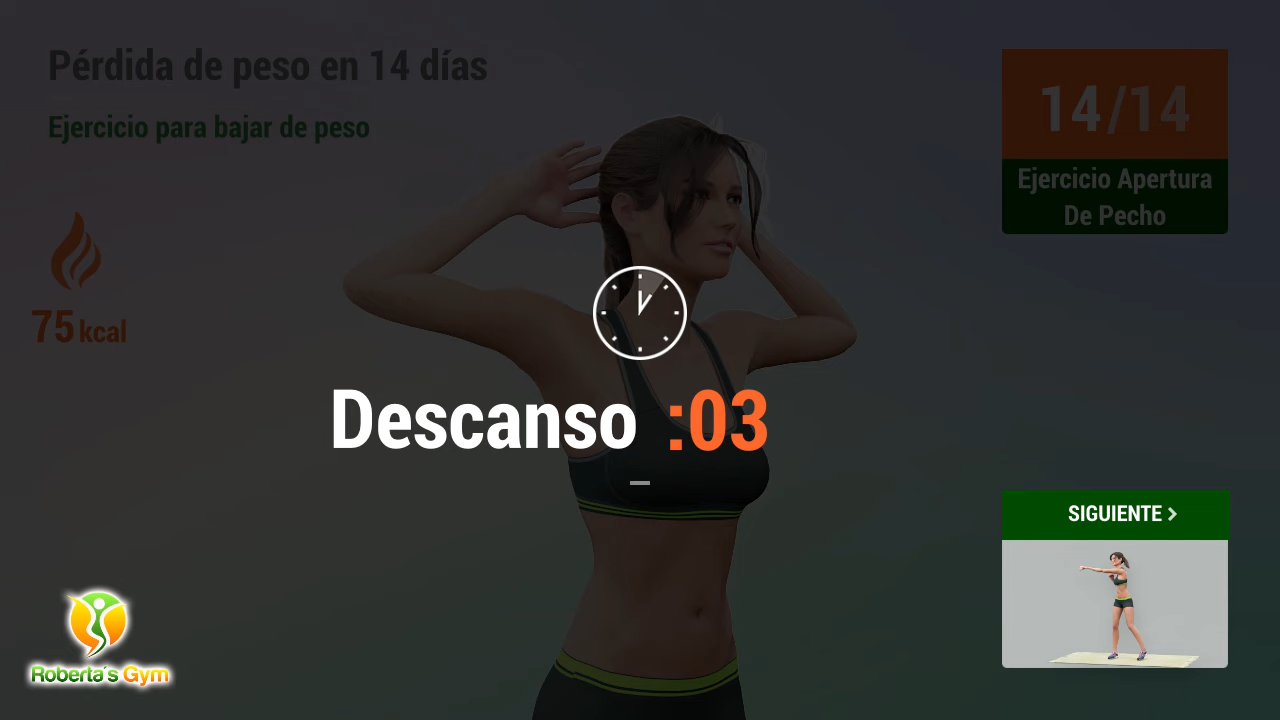 Pérdida de peso en 14 días
Ejercicio para bajar de peso
14/14
Ejercicio Apertura
De Pecho
75 kcal
Descanso :03
SIGUIENTE >
Roberta´s Gym